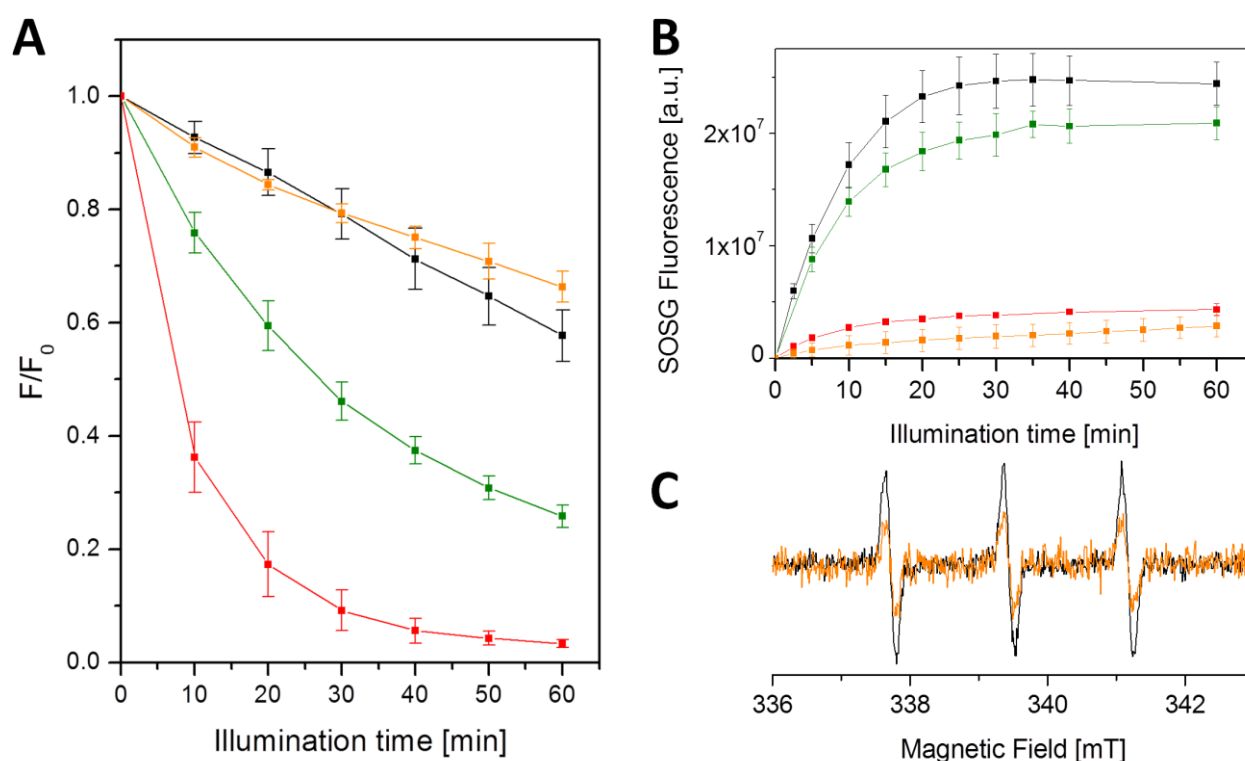 A
F/F0
1.0
0.8
0.6
0.4
0.2
0.0
0 10 20 30 40 50 60
Illumination time [min]
B
SOSG Fluorescence [a.u.]
2x10^7
1x10^7
0
0 10 20 30 40 50 60
Illumination time [min]
C
336 338 340 342
Magnetic Field [mT]